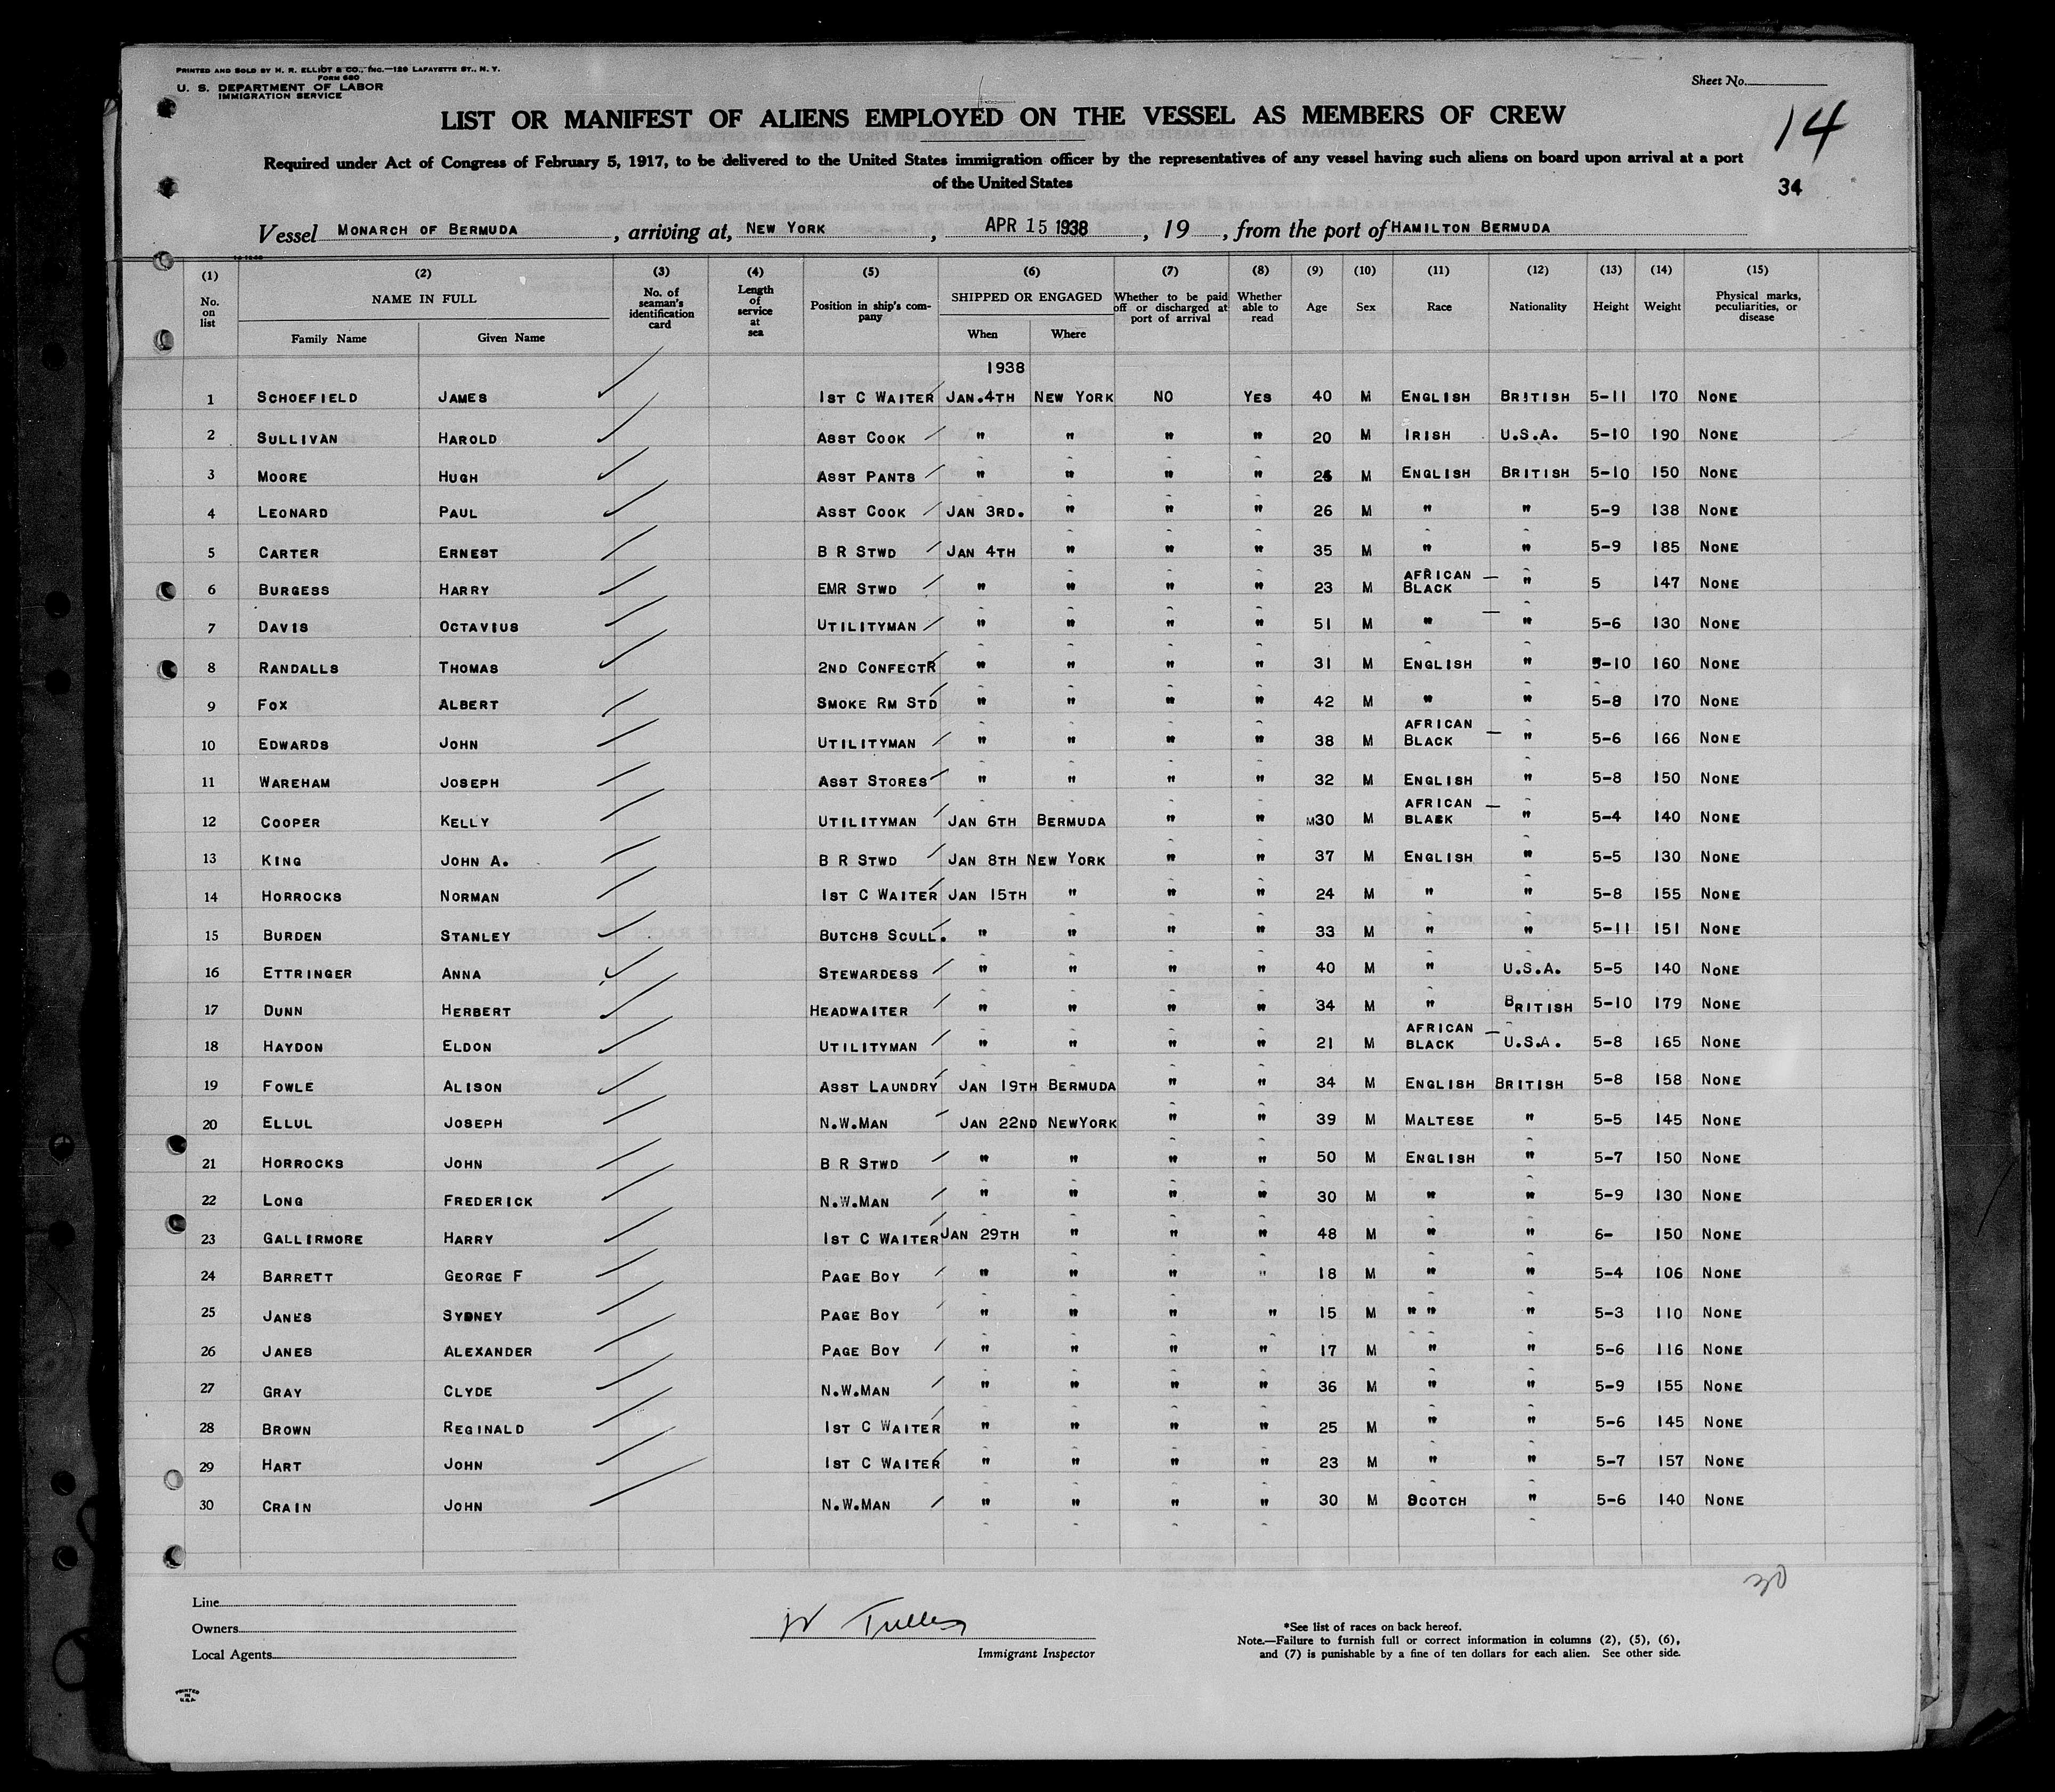 PRINTED AND SOLD BY H. R. ELLIOT & CO., INC.—129 LAFAYETTE ST., N. Y.
FORM 680
U. S. DEPARTMENT OF LABOR
IMMIGRATION SERVICE
Sheet No.
14
LIST OR MANIFEST OF ALIENS EMPLOYED ON THE VESSEL AS MEMBERS OF CREW
Required under Act of Congress of February 5, 1917, to be delivered to the United States immigration officer by the representatives of any vessel having such aliens on board upon arrival at a port
of the United States
34
Vessel MONARCH OF BERMUDA, arriving at, NEW YORK, APR 15 1938, 19, from the port of HAMILTON BERMUDA
(1) (2) (3) (4) (5) (6) (7) (8) (9) (10) (11) (12) (13) (14) (15)
No. on list NAME IN FULL Family Name Given Name No. of seaman's identification card Length of service at sea Position in ship's company SHIPPED OR ENGAGED When Where Whether to be paid off or discharged at port of arrival Whether able to read Age Sex Race Nationality Height Weight Physical marks, peculiarities, or disease
1938
1 SCHOEFIELD JAMES 1ST C WAITER JAN.4TH NEW YORK NO YES 40 M ENGLISH BRITISH 5-11 170 NONE
2 SULLIVAN HAROLD ASST COOK " " " " 20 M IRISH U.S.A. 5-10 190 NONE
3 MOORE HUGH ASST PANTS " " " " 26 M ENGLISH BRITISH 5-10 150 NONE
4 LEONARD PAUL ASST COOK JAN 3RD. " " " 26 M " " 5-9 138 NONE
5 CARTER ERNEST B R STWD JAN 4TH " " " 35 M " " 5-9 185 NONE
6 BURGESS HARRY EMR STWD " " " " 23 M AFRICAN BLACK — " 5 147 NONE
7 DAVIS OCTAVIUS UTILITYMAN " " " " 51 M " — " 5-6 130 NONE
8 RANDALLS THOMAS 2ND CONFECTR " " " " 31 M ENGLISH " 5-10 160 NONE
9 FOX ALBERT SMOKE RM STD " " " " 42 M " " 5-8 170 NONE
10 EDWARDS JOHN UTILITYMAN " " " " 38 M AFRICAN BLACK — " 5-6 166 NONE
11 WAREHAM JOSEPH ASST STORES " " " " 32 M ENGLISH " 5-8 150 NONE
12 COOPER KELLY UTILITYMAN JAN 6TH BERMUDA " " M30 M AFRICAN BLACK — " 5-4 140 NONE
13 KING JOHN A. B R STWD JAN 8TH NEW YORK " " 37 M ENGLISH " 5-5 130 NONE
14 HORROCKS NORMAN 1ST C WAITER JAN 15TH " " " 24 M " " 5-8 155 NONE
15 BURDEN STANLEY BUTCHS SCULL. " " " " 33 M " " 5-11 151 NONE
16 ETTRINGER ANNA STEWARDESS " " " " 40 M " U.S.A. 5-5 140 NONE
17 DUNN HERBERT HEADWAITER " " " " 34 M " BRITISH 5-10 179 NONE
18 HAYDON ELDON UTILITYMAN " " " " 21 M AFRICAN BLACK — U.S.A. 5-8 165 NONE
19 FOWLE ALISON ASST LAUNDRY JAN 19TH BERMUDA " " 34 M ENGLISH BRITISH 5-8 158 NONE
20 ELLUL JOSEPH N.W.MAN JAN 22ND NEWYORK " " 39 M MALTESE " 5-5 145 NONE
21 HORROCKS JOHN B R STWD " " " " 50 M ENGLISH " 5-7 150 NONE
22 LONG FREDERICK N.W.MAN " " " " 30 M " " 5-9 130 NONE
23 GALLIRMORE HARRY 1ST C WAITER JAN 29TH " " " 48 M " " 6- 150 NONE
24 BARRETT GEORGE F PAGE BOY " " " " 18 M " " 5-4 106 NONE
25 JANES SYDNEY PAGE BOY " " " " 15 M " " " 5-3 110 NONE
26 JANES ALEXANDER PAGE BOY " " " " 17 M " " 5-6 116 NONE
27 GRAY CLYDE N.W.MAN " " " " 36 M " " 5-9 155 NONE
28 BROWN REGINALD 1ST C WAITER " " " " 25 M " " 5-6 145 NONE
29 HART JOHN 1ST C WAITER " " " " 23 M " " 5-7 157 NONE
30 CRAIN JOHN N.W.MAN " " " " 30 M SCOTCH " 5-6 140 NONE
30
Line
Owners
Local Agents
W Tulley
Immigrant Inspector
*See list of races on back hereof.
Note.—Failure to furnish full or correct information in columns (2), (5), (6),
and (7) is punishable by a fine of ten dollars for each alien. See other side.
PRINTED
IN
U.S.A.